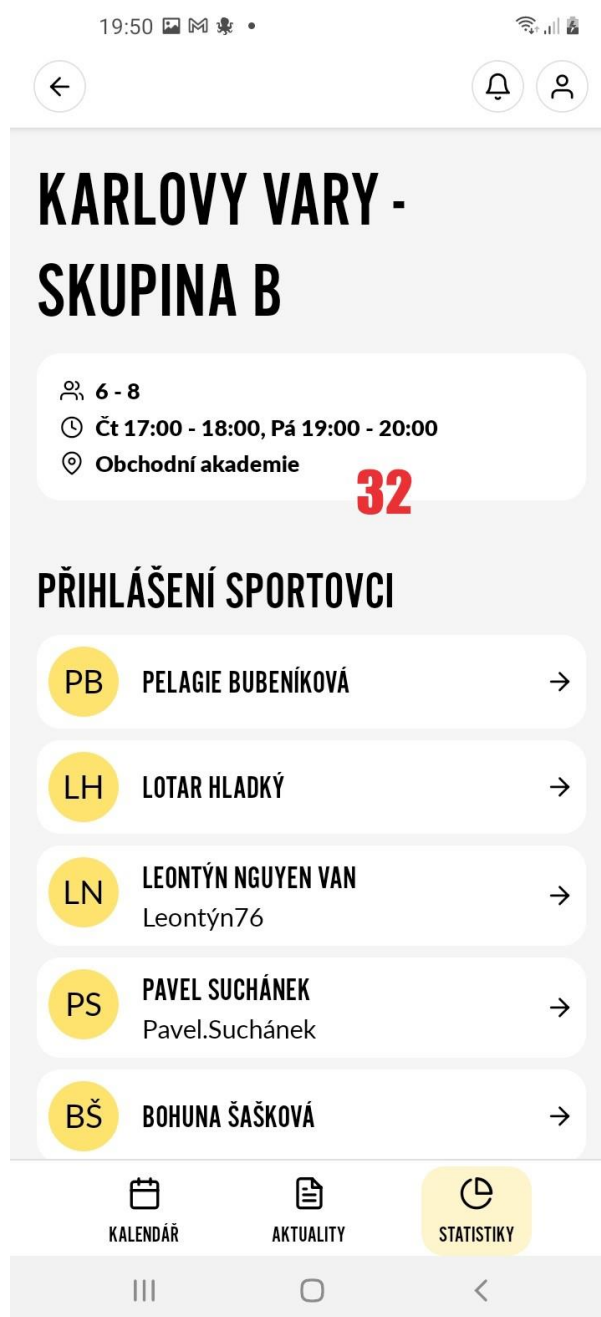 19:50
KARLOVY VARY -
SKUPINA B
6 - 8
Čt 17:00 - 18:00, Pá 19:00 - 20:00
Obchodní akademie
32
PŘIHLÁŠENÍ SPORTOVCI
PB PELAGIE BUBENÍKOVÁ
LH LOTAR HLADKÝ
LN LEONTÝN NGUYEN VAN
Leontýn76
PS PAVEL SUCHÁNEK
Pavel.Suchánek
BŠ BOHUNA ŠAŠKOVÁ
KALENDÁŘ AKTUALITY STATISTIKY